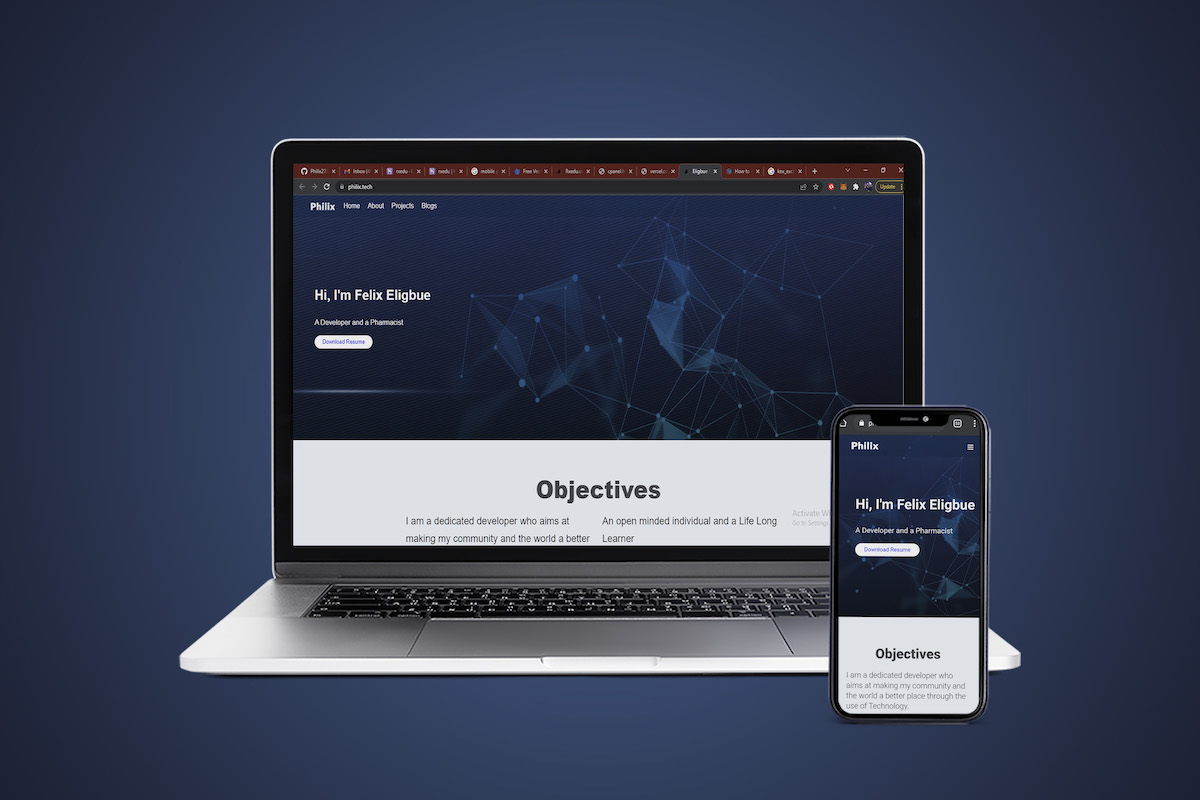 Philix23
Inbox (4
needu -
needu |
mobile
Free Ve
cpanel
vercel.c
Eligbue
How to
philix.tech
Update
Philix
Home About Projects Blogs
Hi, I'm Felix Eligbue
A Developer and a Pharmacist
Download Resume
Objectives
I am a dedicated developer who aims at
making my community and the world a better
An open minded individual and a Life Long
Learner
Activate W
Go to Settings
Philix
Hi, I'm Felix Eligbue
A Developer and a Pharmacist
Download Resume
Objectives
I am a dedicated developer who
aims at making my community and
the world a better place through the
use of Technology.